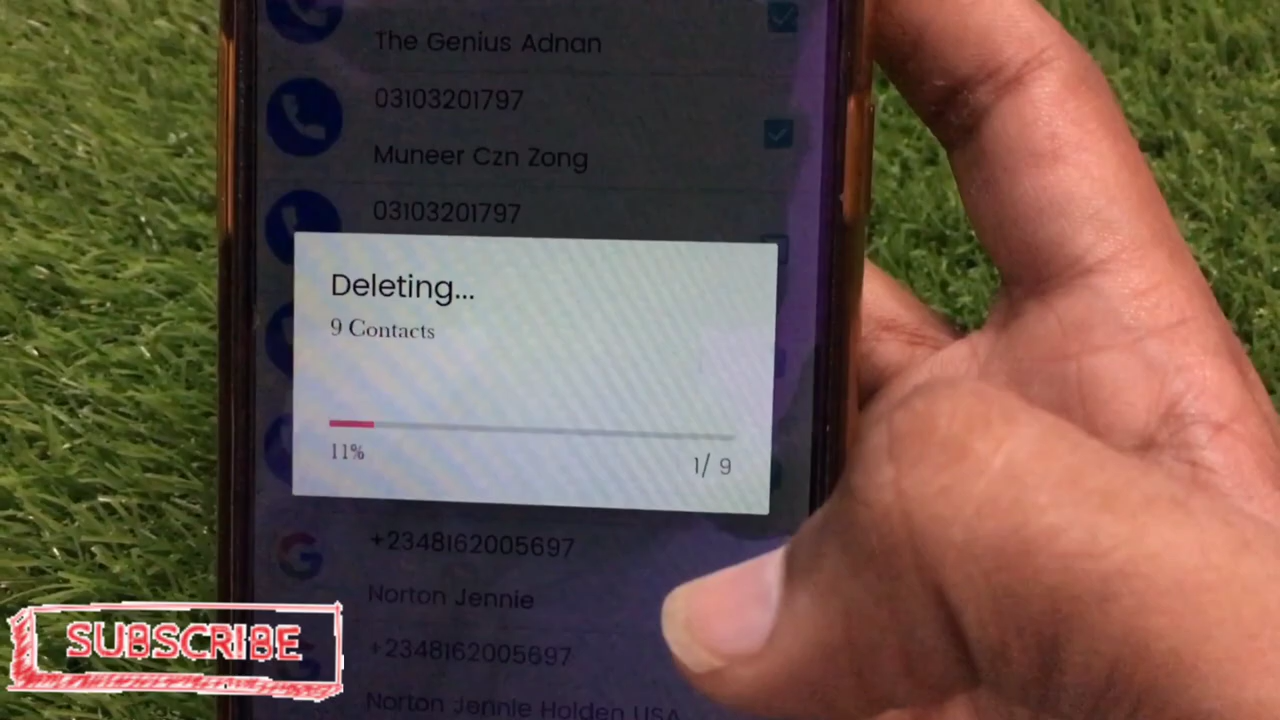 The Genius Adnan
03103201797
Muneer Czn Zong
03103201797
Deleting...
9 Contacts
11%
1/ 9
+2348162005697
Norton Jennie
+2348162005697
Norton Jennie Holden USA
SUBSCRIBE